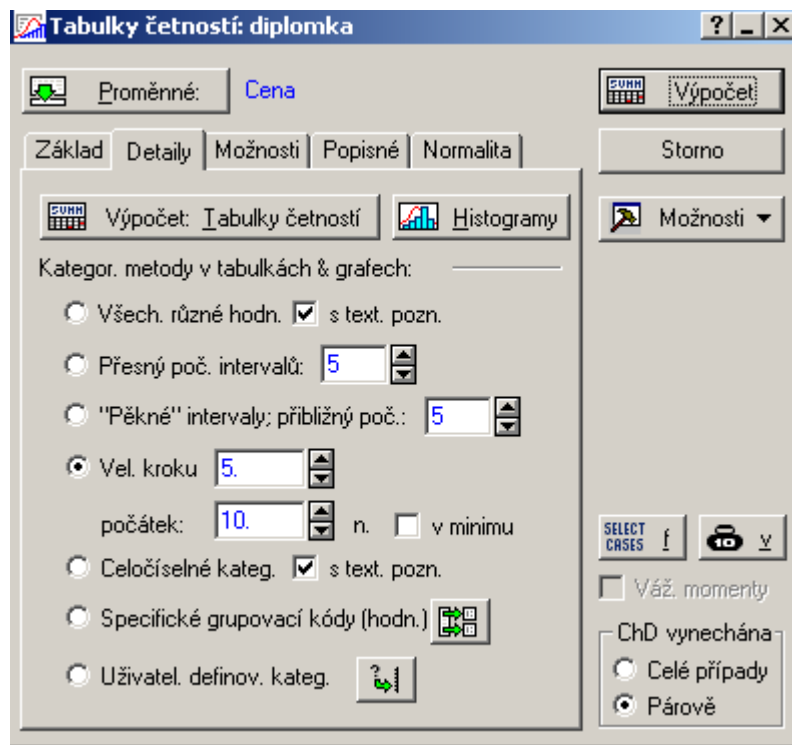 Tabulky četností: diplomka
Proměnné: Cena
Výpočet
Základ Detaily Možnosti Popisné Normalita
Storno
SUMM Výpočet: Tabulky četností Histogramy
Možnosti
Kategor. metody v tabulkách & grafech:
Všech. různé hodn. s text. pozn.
Přesný poč. intervalů: 5
"Pěkné" intervaly; přibližný poč.: 5
Vel. kroku 5.
počátek: 10. n. v minimu
SELECT CASES f 10 v
Celočíselné kateg. s text. pozn.
Váž. momenty
Specifické grupovací kódy (hodn.)
ChD vynechána
Celé případy
Uživatel. definov. kateg.
Párově